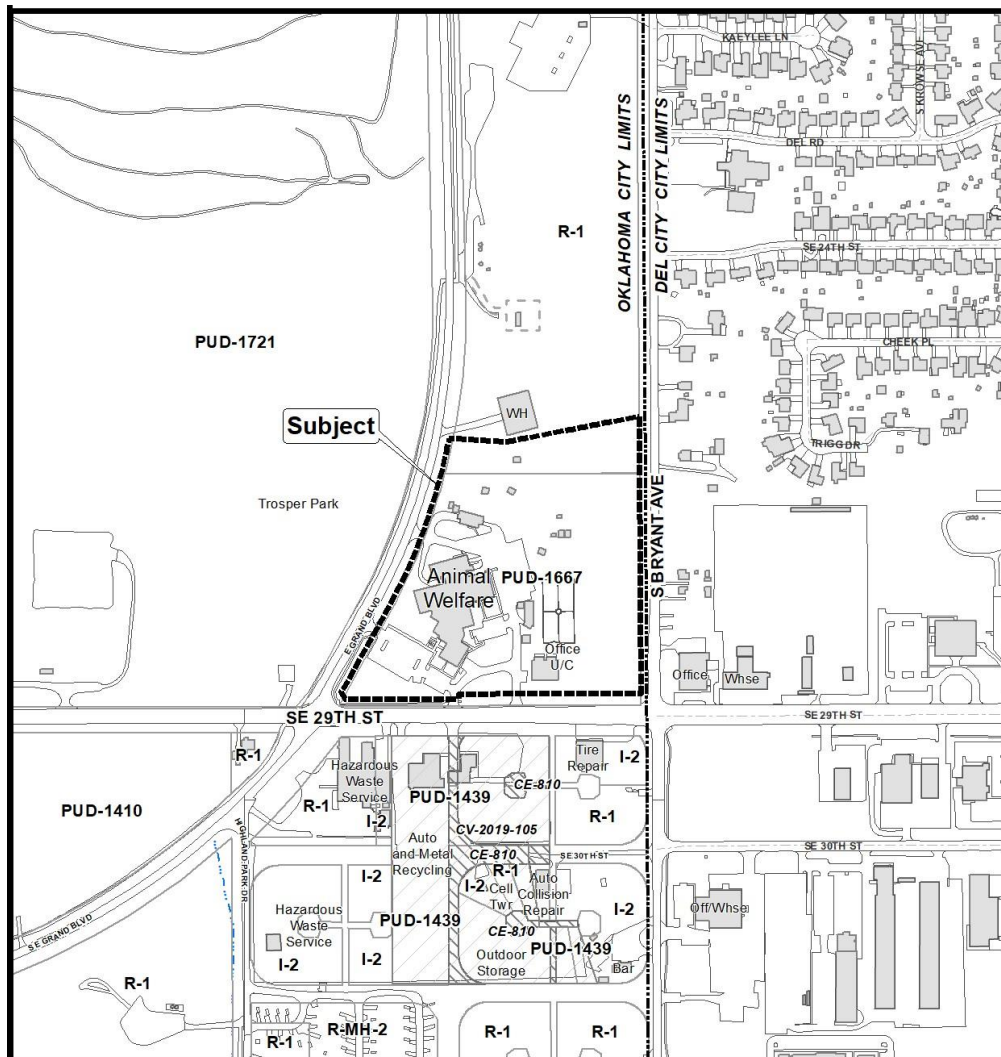 KAEYLEE LN
S KROWSE AVE
DEL RD
OKLAHOMA CITY LIMITS
DEL CITY CITY LIMITS
R-1
SE 24TH ST
PUD-1721
CHEEK PL
WH
Subject
TRIGG DR
Trosper Park
S BRYANT AVE
Animal
Welfare
PUD-1667
E GRAND BLVD
Office
U/C
Office
Whse
SE 29TH ST
SE 29TH ST
R-1
Hazardous
Waste
Service
Tire
Repair
I-2
PUD-1439
CE-810
PUD-1410
R-1
I-2
R-1
HIGHLAND PARK DR
CV-2019-105
Auto
and Metal
Recycling
CE-810
SE 30TH ST
SE 30TH ST
R-1
I-2
I-2
Cell
Twr
Auto
Collision
Repair
I-2
Off/Whse
Hazardous
Waste
Service
PUD-1439
CE-810
S E GRAND BLVD
PUD-1439
I-2
I-2
Outdoor
Storage
Bar
R-1
R-MH-2
R-1
R-1
R-1